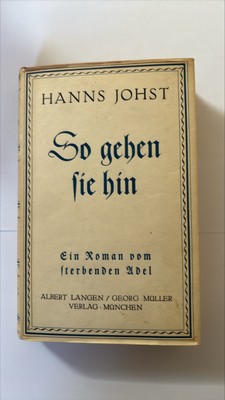 HANNS JOHST
So gehen
sie hin
Ein Roman vom
sterbenden Adel
ALBERT LANGEN / GEORG MÜLLER
VERLAG · MÜNCHEN